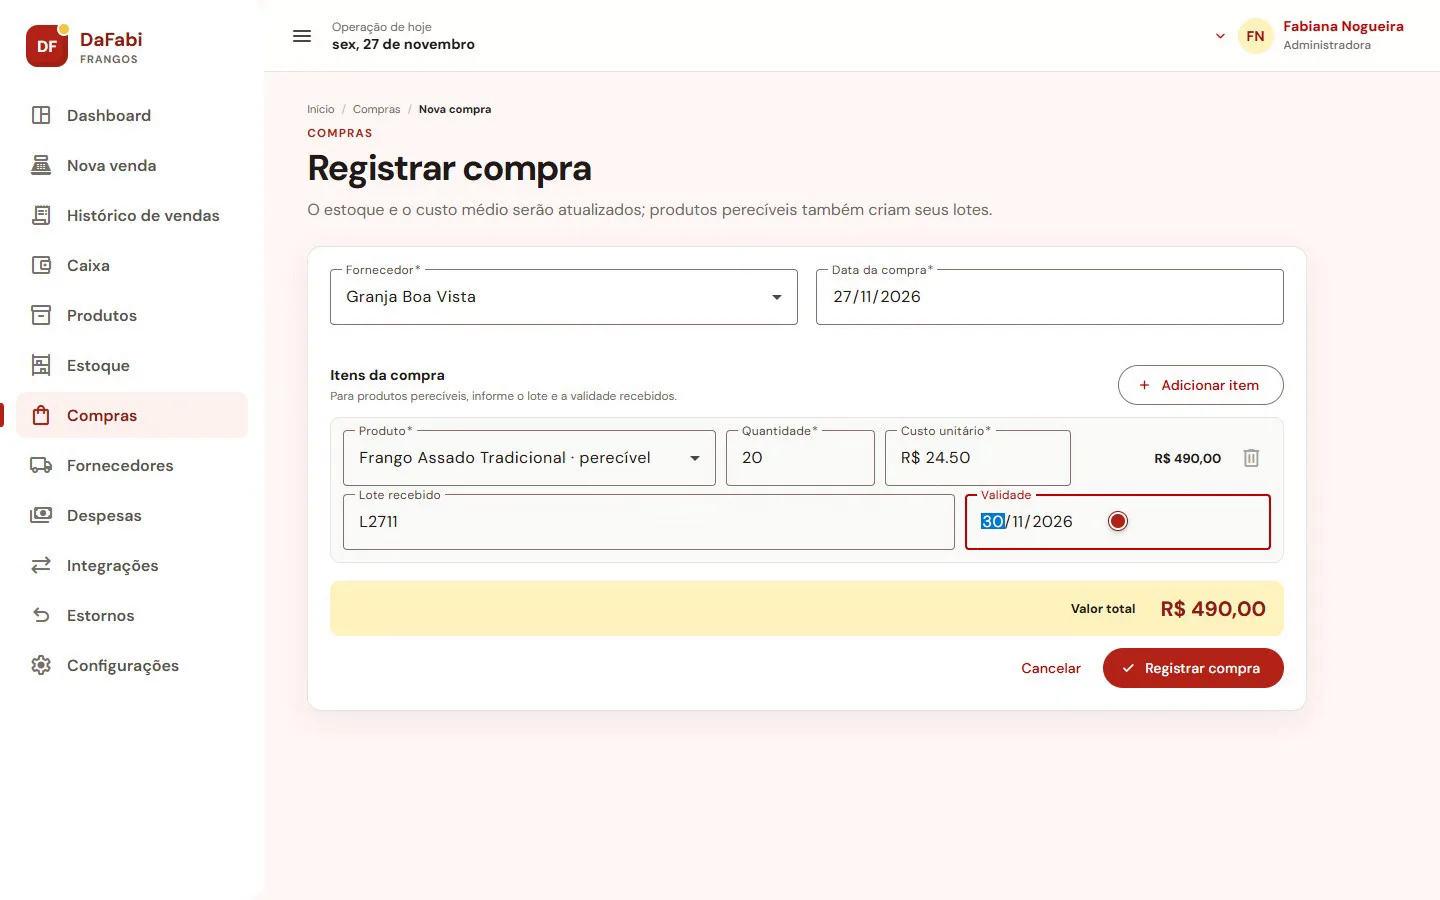 DF
DaFabi
FRANGOS
Dashboard
Nova venda
Histórico de vendas
Caixa
Produtos
Estoque
Compras
Fornecedores
Despesas
Integrações
Estornos
Configurações
Operação de hoje
sex, 27 de novembro
FN
Fabiana Nogueira
Administradora
Início / Compras / Nova compra
COMPRAS
Registrar compra
O estoque e o custo médio serão atualizados; produtos perecíveis também criam seus lotes.
Fornecedor*
Granja Boa Vista
Data da compra*
27/11/2026
Itens da compra
Para produtos perecíveis, informe o lote e a validade recebidos.
+ Adicionar item
Produto*
Frango Assado Tradicional · perecível
Quantidade*
20
Custo unitário*
R$ 24.50
R$ 490,00
Lote recebido
L2711
Validade
30/11/2026
Valor total R$ 490,00
Cancelar
Registrar compra